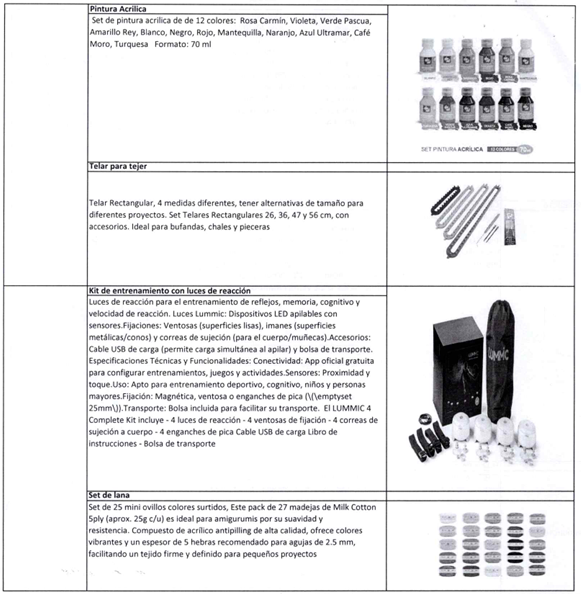 Pintura Acrílica
Set de pintura acrilica de de 12 colores: Rosa Carmín, Violeta, Verde Pascua,
Amarillo Rey, Blanco, Negro, Rojo, Mantequilla, Naranjo, Azul Ultramar, Café
Moro, Turquesa Formato: 70 ml
SET PINTURA ACRÍLICA 12 COLORES 70
Telar para tejer
Telar Rectangular, 4 medidas diferentes, tener alternativas de tamaño para
diferentes proyectos. Set Telares Rectangulares 26, 36, 47 y 56 cm, con
accesorios. Ideal para bufandas, chales y pieceras
Kit de entrenamiento con luces de reacción
Luces de reacción para el entrenamiento de reflejos, memoria, cognitivo y
velocidad de reacción. Luces Lummic: Dispositivos LED apilables con
sensores.Fijaciones: Ventosas (superficies lisas), imanes (superficies
metálicas/conos) y correas de sujeción (para el cuerpo/muñecas).Accesorios:
Cable USB de carga (permite carga simultánea al apilar) y bolsa de transporte.
Especificaciones Técnicas y Funcionalidades: Conectividad: App oficial gratuita
para configurar entrenamientos, juegos y actividades.Sensores: Proximidad y
toque.Uso: Apto para entrenamiento deportivo, cognitivo, niños y personas
mayores.Fijación: Magnética, ventosa o enganches de pica (\(\emptyset
25mm\)).Transporte: Bolsa incluida para facilitar su transporte. El LUMMIC 4
Complete Kit incluye - 4 luces de reacción - 4 ventosas de fijación - 4 correas de
sujeción a cuerpo - 4 enganches de pica Cable USB de carga Libro de
instrucciones - Bolsa de transporte
LUMMIC
Set de lana
Set de 25 mini ovillos colores surtidos, Este pack de 27 madejas de Milk Cotton
5ply (aprox. 25g c/u) es ideal para amigurumis por su suavidad y
resistencia. Compuesto de acrílico antipilling de alta calidad, ofrece colores
vibrantes y un espesor de 5 hebras recomendado para agujas de 2.5 mm,
facilitando un tejido firme y definido para pequeños proyectos